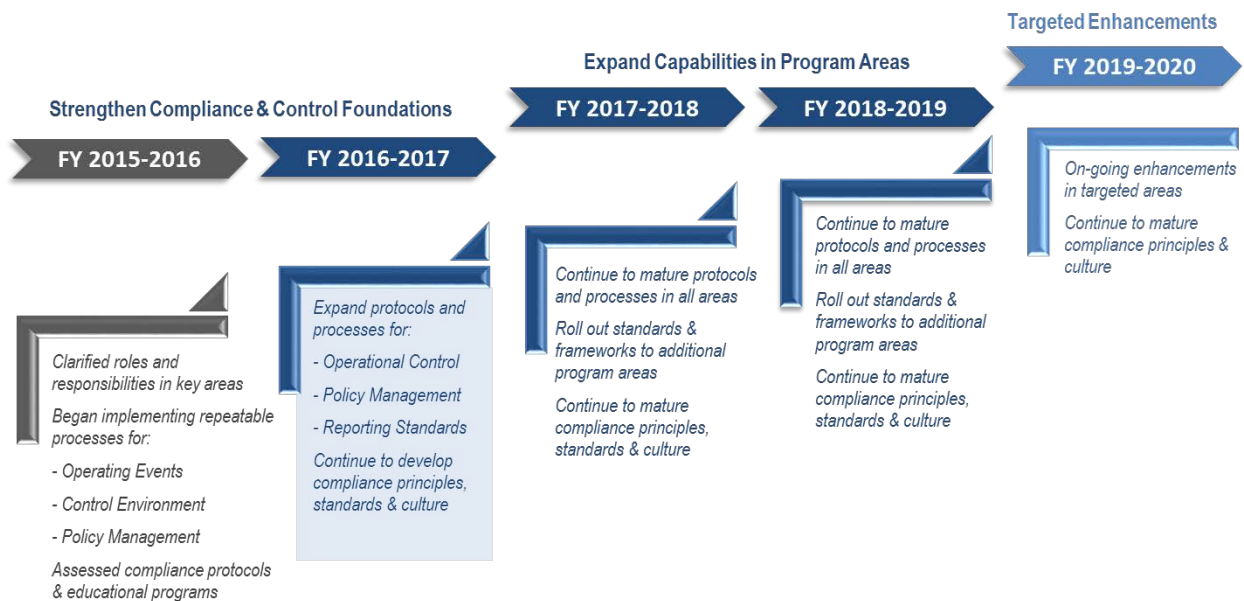 Strengthen Compliance & Control Foundations
FY 2015-2016
Clarified roles and
responsibilities in key areas
Began implementing repeatable
processes for:
- Operating Events
- Control Environment
- Policy Management
Assessed compliance protocols
& educational programs
FY 2016-2017
Expand protocols and
processes for:
- Operational Control
- Policy Management
- Reporting Standards
Continue to develop
compliance principles,
standards & culture
Expand Capabilities in Program Areas
FY 2017-2018
Continue to mature protocols
and processes in all areas
Roll out standards &
frameworks to additional
program areas
Continue to mature
compliance principles,
standards & culture
FY 2018-2019
Continue to mature
protocols and processes
in all areas
Roll out standards &
frameworks to additional
program areas
Continue to mature
compliance principles,
standards & culture
Targeted Enhancements
FY 2019-2020
On-going enhancements
in targeted areas
Continue to mature
compliance principles &
culture